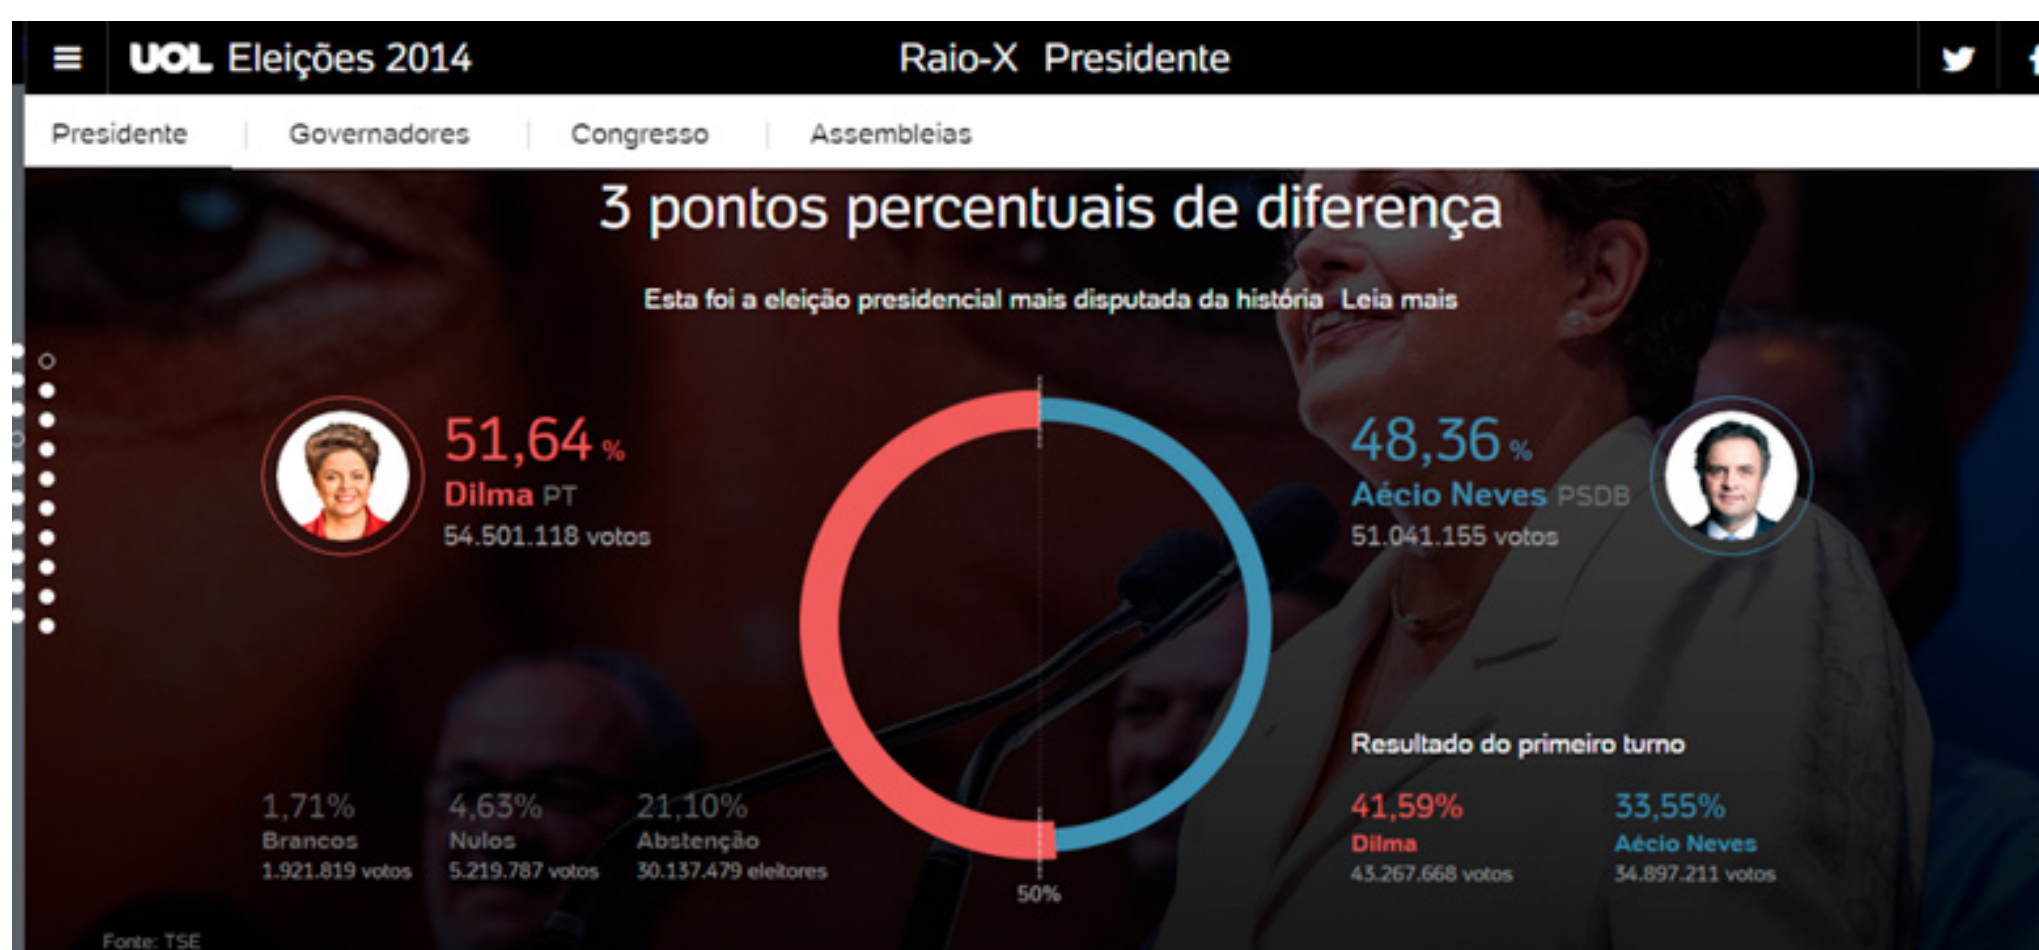 UOL Eleições 2014
Raio-X Presidente
Presidente
Governadores
Congresso
Assembleias
3 pontos percentuais de diferença
Esta foi a eleição presidencial mais disputada da história Leia mais
51,64 %
Dilma PT
54.501.118 votos
48,36 %
Aécio Neves PSDB
51.041.155 votos
50%
1,71%
Brancos
1.921.819 votos
4,63%
Nulos
5.219.787 votos
21,10%
Abstenção
30.137.479 eleitores
Resultado do primeiro turno
41,59%
Dilma
43.267.668 votos
33,55%
Aécio Neves
34.897.211 votos
Fonte: TSE